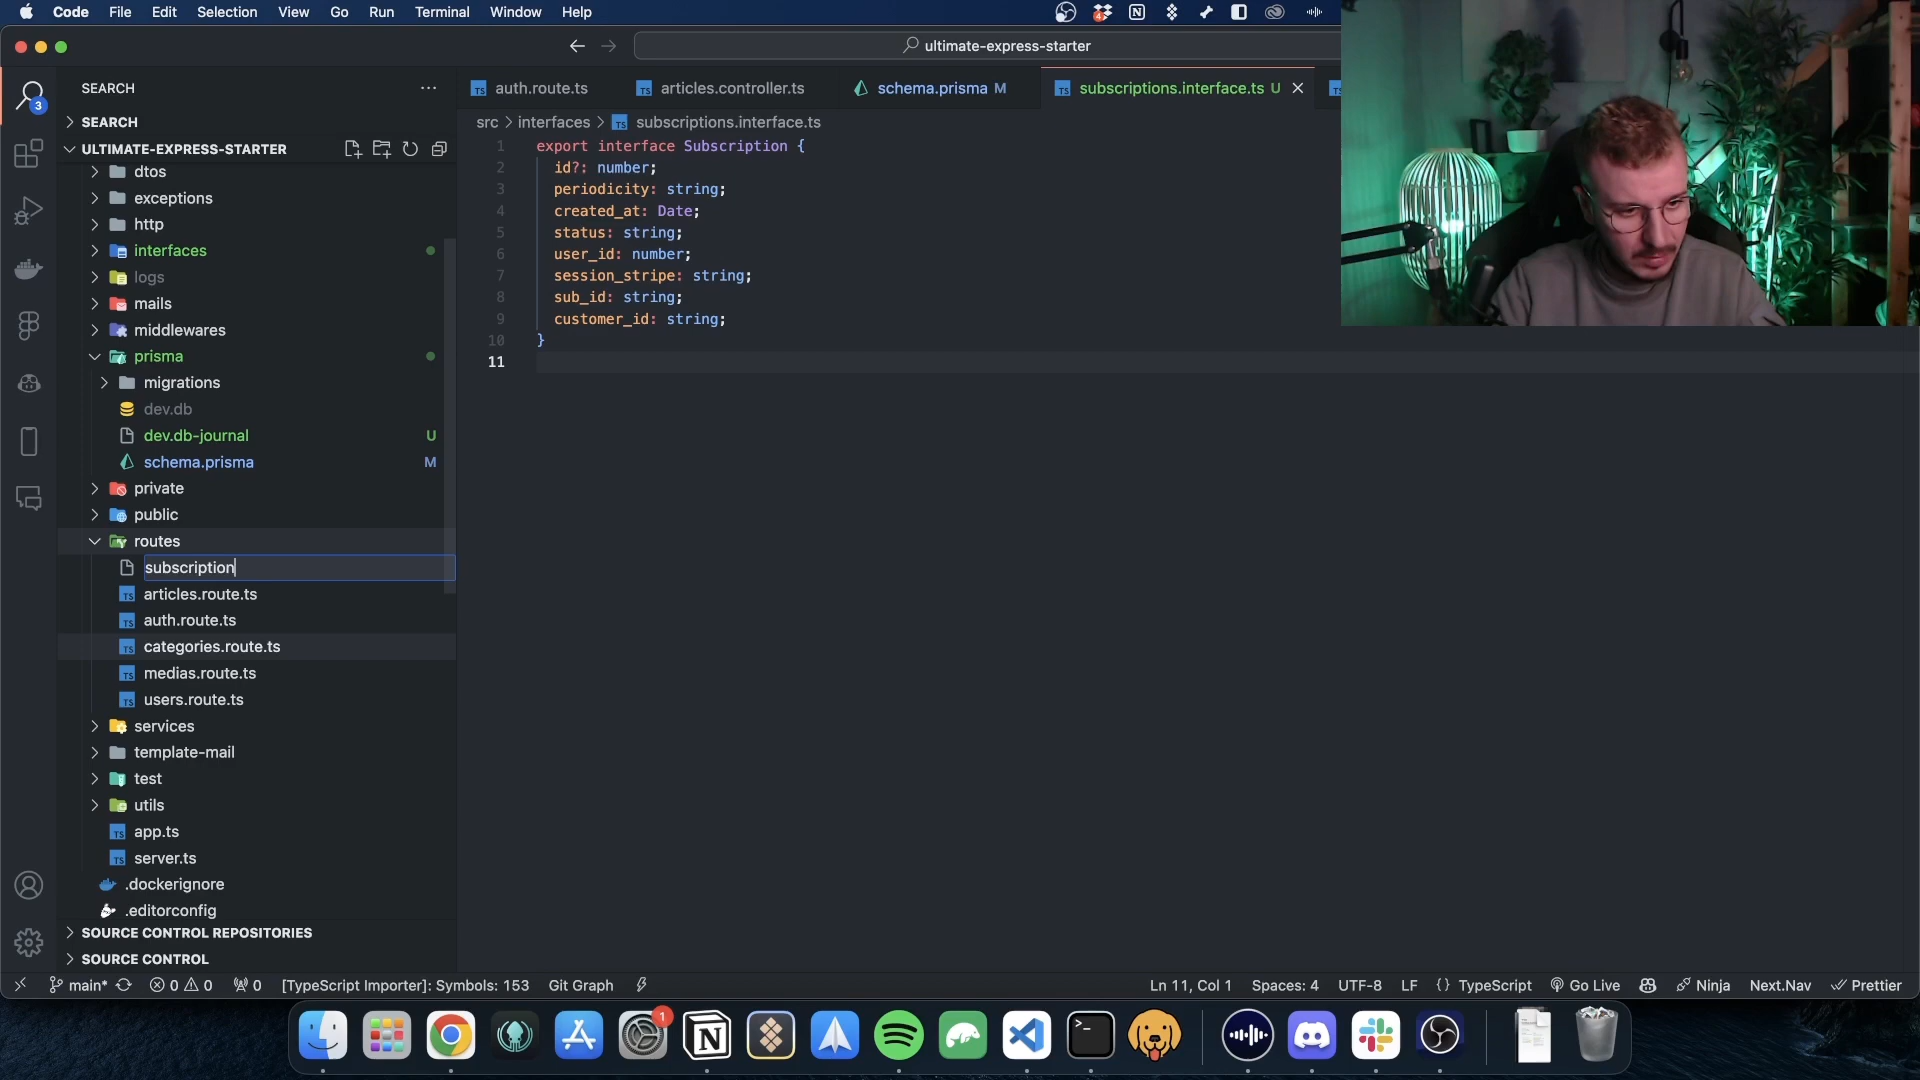 Code File Edit Selection View Go Run Terminal Window Help
4
ultimate-express-starter
SEARCH
auth.route.ts
articles.controller.ts
schema.prisma M
subscriptions.interface.ts U
3
SEARCH
src > interfaces > subscriptions.interface.ts
ULTIMATE-EXPRESS-STARTER
1 export interface Subscription {
2 id?: number;
3 periodicity: string;
4 created_at: Date;
5 status: string;
6 user_id: number;
7 session_stripe: string;
8 sub_id: string;
9 customer_id: string;
10 }
11
dtos
exceptions
http
interfaces
logs
mails
middlewares
prisma
migrations
dev.db
dev.db-journal U
schema.prisma M
private
public
routes
subscription
articles.route.ts
auth.route.ts
categories.route.ts
medias.route.ts
users.route.ts
services
template-mail
test
utils
app.ts
server.ts
.dockerignore
.editorconfig
SOURCE CONTROL REPOSITORIES
SOURCE CONTROL
main* 0 0 0 [TypeScript Importer]: Symbols: 153 Git Graph Ln 11, Col 1 Spaces: 4 UTF-8 LF {} TypeScript Go Live Ninja Next.Nav Prettier
1